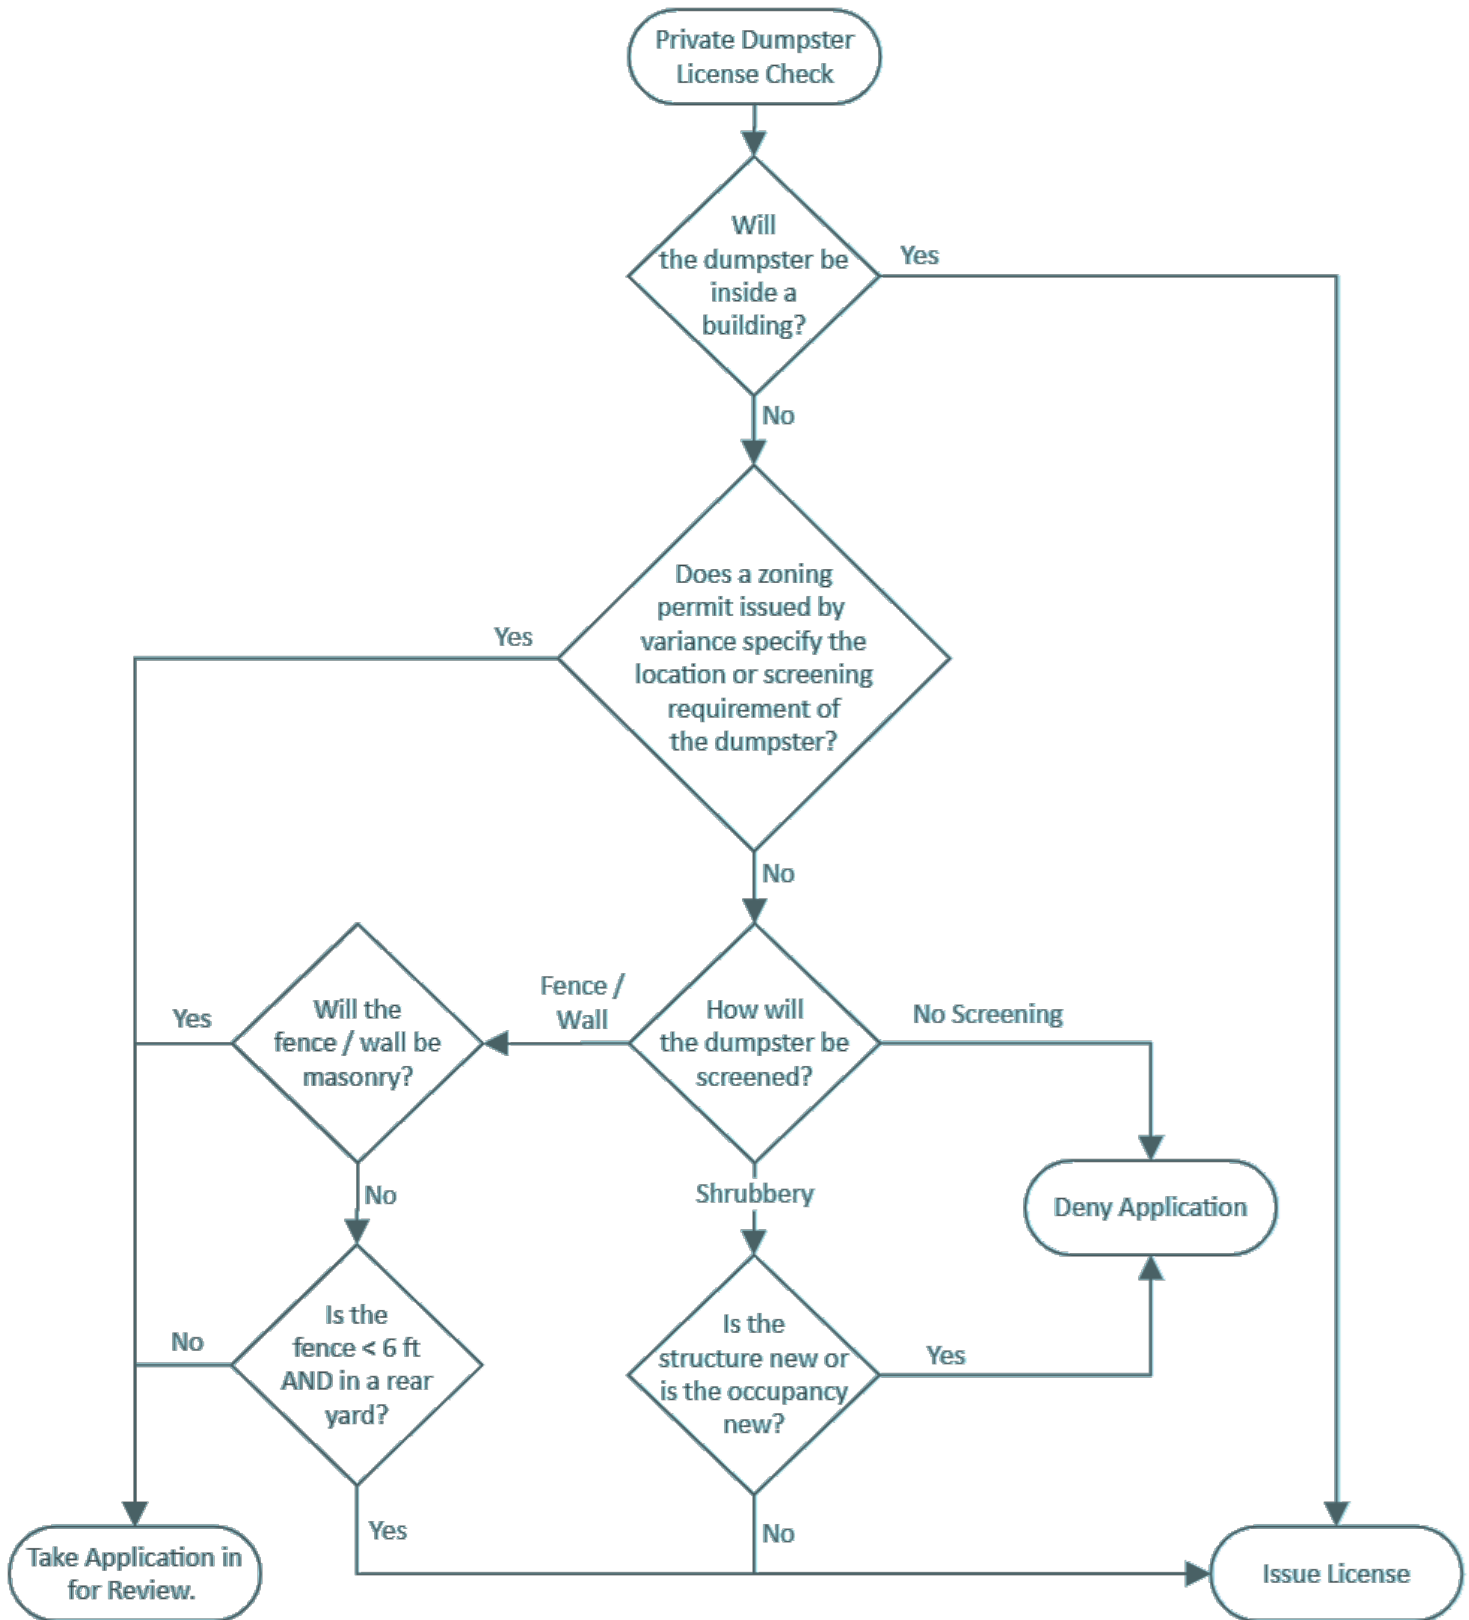 Private Dumpster
License Check
Will
the dumpster be
inside a
building?
Yes
No
Does a zoning
permit issued by
variance specify the
location or screening
requirement of
the dumpster?
Yes
No
How will
the dumpster be
screened?
Fence /
Wall
No Screening
Shrubbery
Will the
fence / wall be
masonry?
Yes
No
Deny Application
Is the
fence < 6 ft
AND in a rear
yard?
No
Yes
Is the
structure new or
is the occupancy
new?
Yes
No
Take Application in
for Review.
Issue License